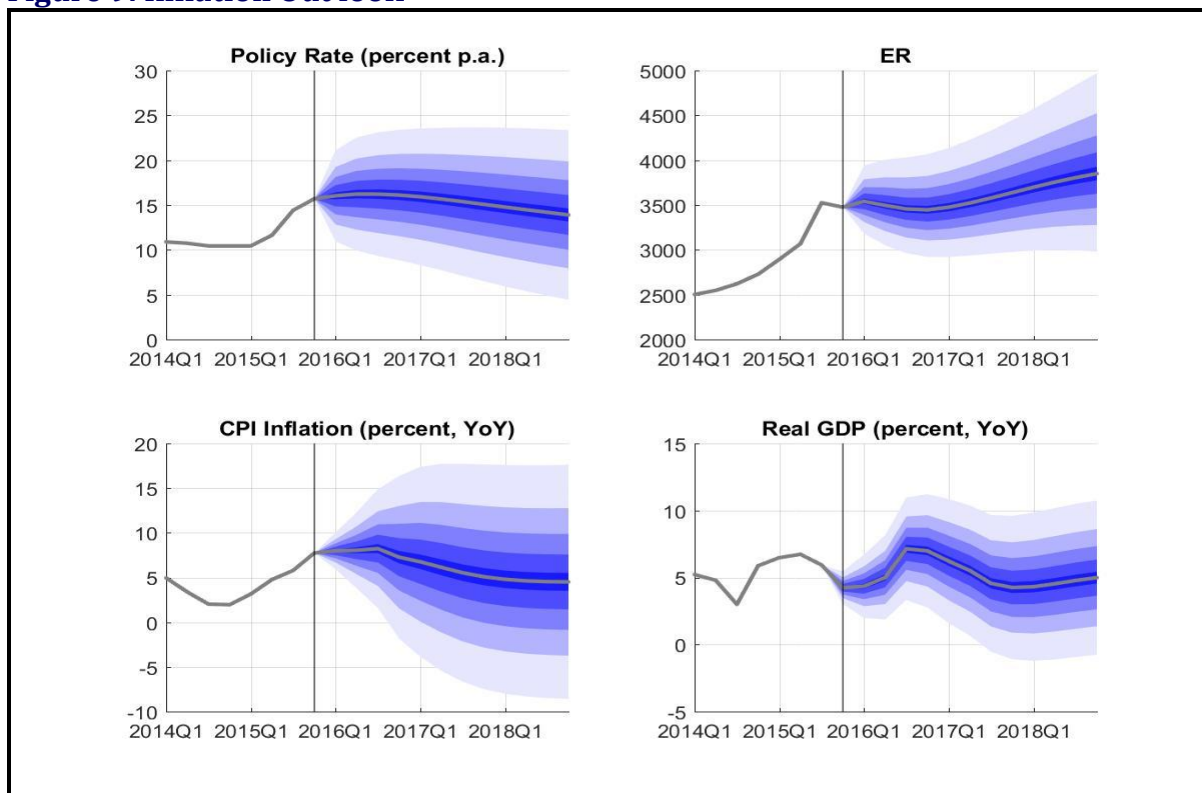 Figure 9: Inflation Outlook
Policy Rate (percent p.a.)
30
25
20
15
10
5
0
2014Q1 2015Q1 2016Q1 2017Q1 2018Q1
ER
5000
4500
4000
3500
3000
2500
2000
2014Q1 2015Q1 2016Q1 2017Q1 2018Q1
CPI Inflation (percent, YoY)
20
15
10
5
0
-5
-10
2014Q1 2015Q1 2016Q1 2017Q1 2018Q1
Real GDP (percent, YoY)
15
10
5
0
-5
2014Q1 2015Q1 2016Q1 2017Q1 2018Q1